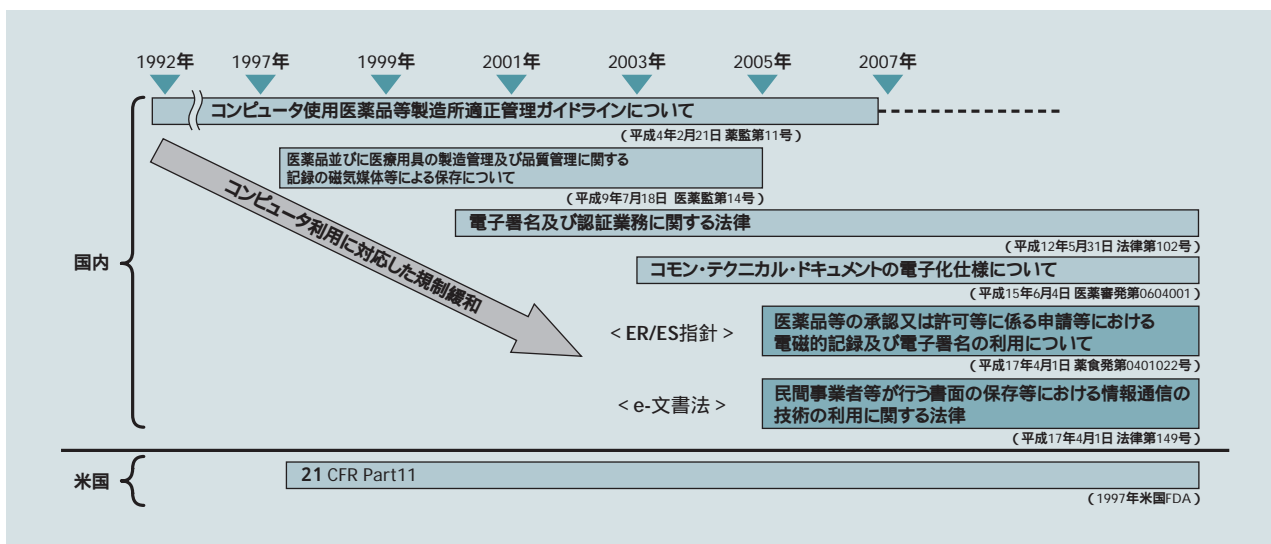 1992年 1997年 1999年 2001年 2003年 2005年 2007年
コンピュータ使用医薬品等製造所適正管理ガイドラインについて
(平成4年2月21日 薬監第11号)
医薬品並びに医療用具の製造管理及び品質管理に関する
記録の磁気媒体等による保存について
(平成9年7月18日 医薬監第14号)
電子署名及び認証業務に関する法律
(平成12年5月31日 法律第102号)
コンピュータ利用に対応した規制緩和
国内
コモン・テクニカル・ドキュメントの電子化仕様について
(平成15年6月4日 医薬審発第0604001)
<ER/ES指針>
医薬品等の承認又は許可等に係る申請等における
電磁的記録及び電子署名の利用について
(平成17年4月1日 薬食発第0401022号)
<e-文書法>
民間事業者等が行う書面の保存等における情報通信の
技術の利用に関する法律
(平成17年4月1日 法律第149号)
米国
21 CFR Part11
(1997年米国FDA)